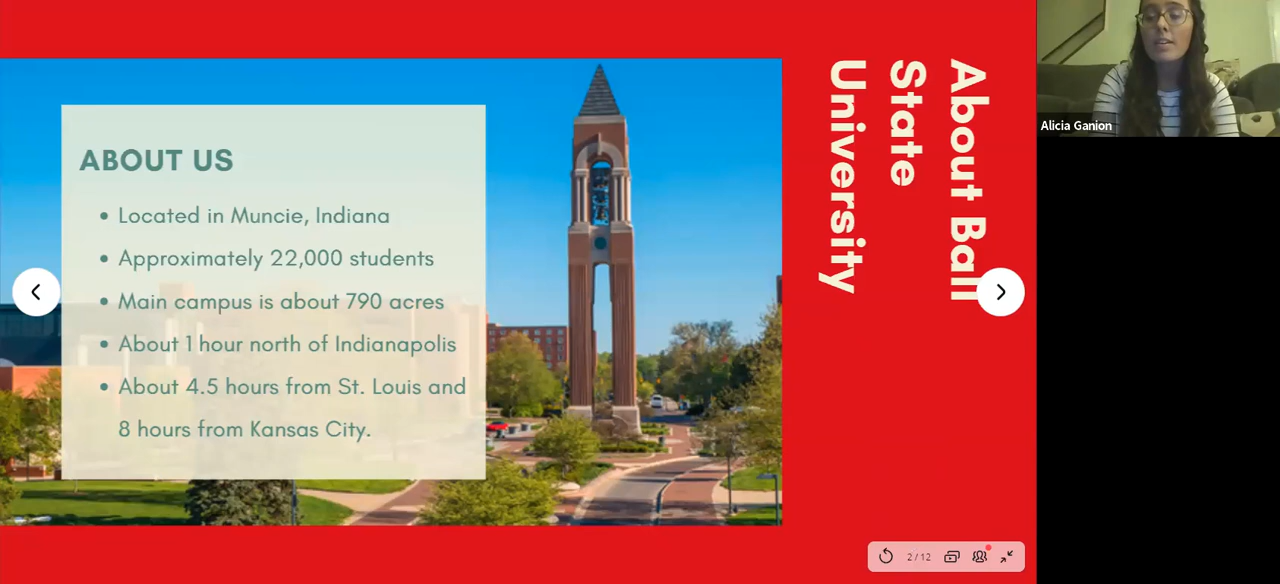 ABOUT US
• Located in Muncie, Indiana
• Approximately 22,000 students
• Main campus is about 790 acres
• About 1 hour north of Indianapolis
• About 4.5 hours from St. Louis and
8 hours from Kansas City.
About Ball
State
University
Alicia Ganion
2 / 12